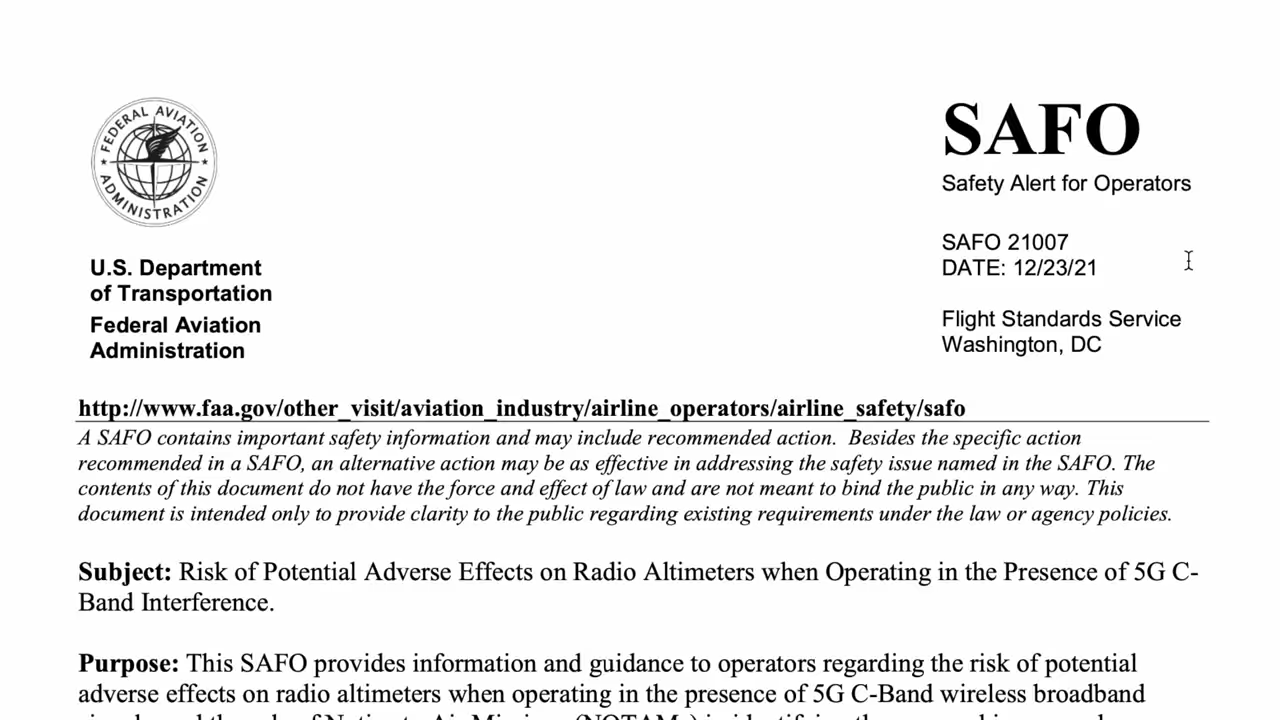 FEDERAL AVIATION
ADMINISTRATION
SAFO
Safety Alert for Operators
SAFO 21007
DATE: 12/23/21
U.S. Department
of Transportation
Federal Aviation
Administration
Flight Standards Service
Washington, DC
http://www.faa.gov/other_visit/aviation_industry/airline_operators/airline_safety/safo
A SAFO contains important safety information and may include recommended action.  Besides the specific action
recommended in a SAFO, an alternative action may be as effective in addressing the safety issue named in the SAFO. The
contents of this document do not have the force and effect of law and are not meant to bind the public in any way. This
document is intended only to provide clarity to the public regarding existing requirements under the law or agency policies.
Subject: Risk of Potential Adverse Effects on Radio Altimeters when Operating in the Presence of 5G C-
Band Interference.
Purpose: This SAFO provides information and guidance to operators regarding the risk of potential
adverse effects on radio altimeters when operating in the presence of 5G C-Band wireless broadband